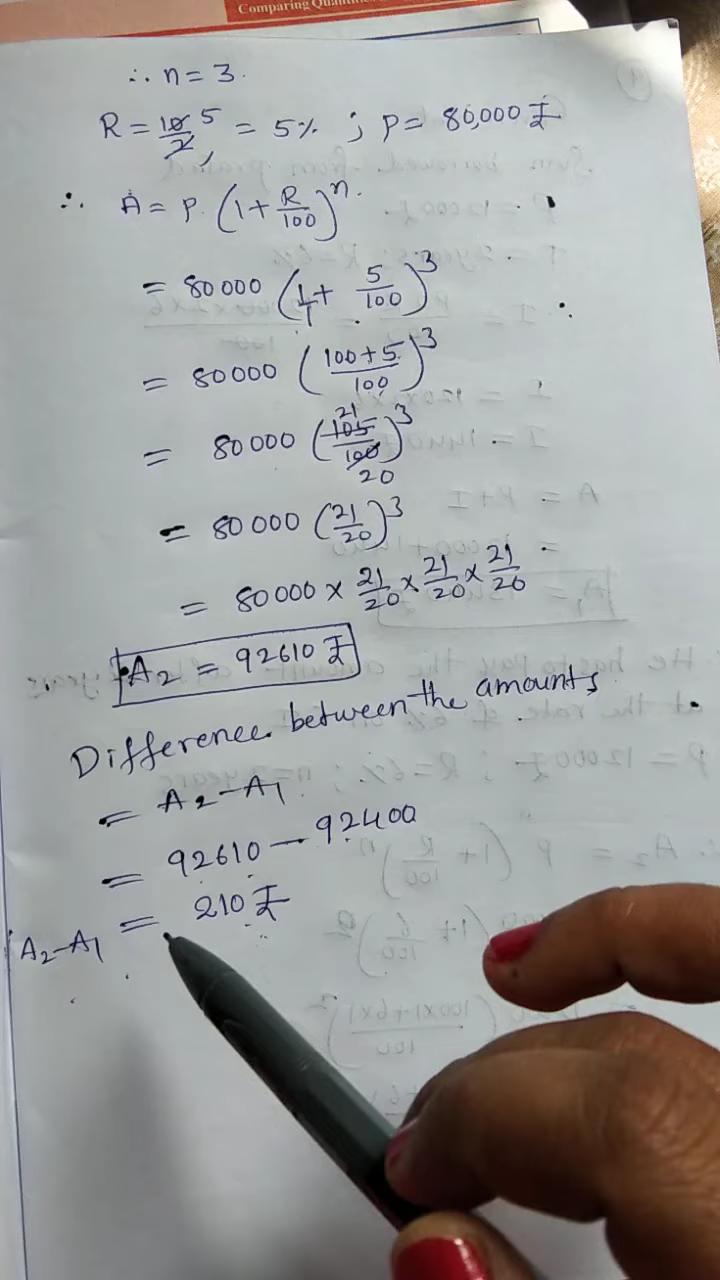 Comparing Quan
∴ n = 3.
R = 10/2 5 = 5% ; P = 80,000 ₹
∴ A = P. (1 + R/100)^n.
= 80000 (1/1 + 5/100)^3
= 80000 (100+5/100)^3
= 80000 (105/100 21/20)^3
= 80000 (21/20)^3
= 80000 × 21/20 × 21/20 × 21/20
A₂ = 92610 ₹
Difference between the amounts
= A₂ - A₁
= 92610 - 92400
A₂-A₁ = 210 ₹